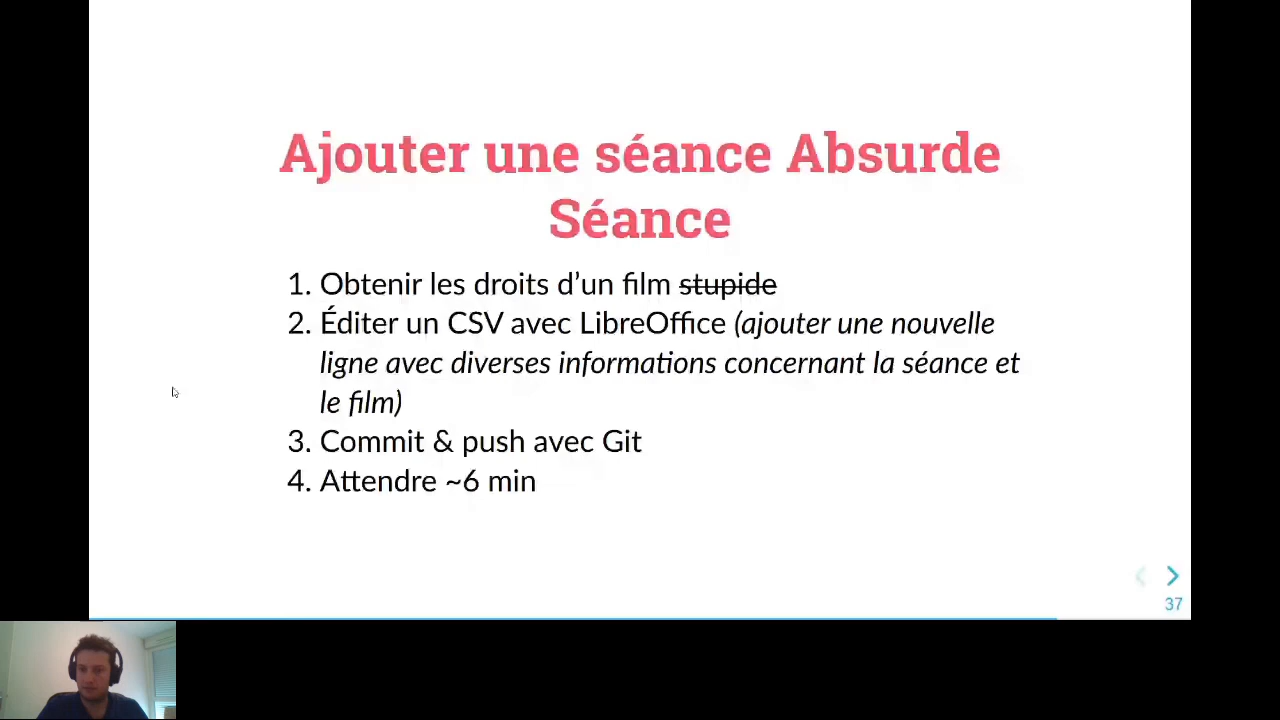 Ajouter une séance Absurde
Séance
1. Obtenir les droits d’un film stupide
2. Éditer un CSV avec LibreOffice (ajouter une nouvelle
ligne avec diverses informations concernant la séance et
le film)
3. Commit & push avec Git
4. Attendre ~6 min
37